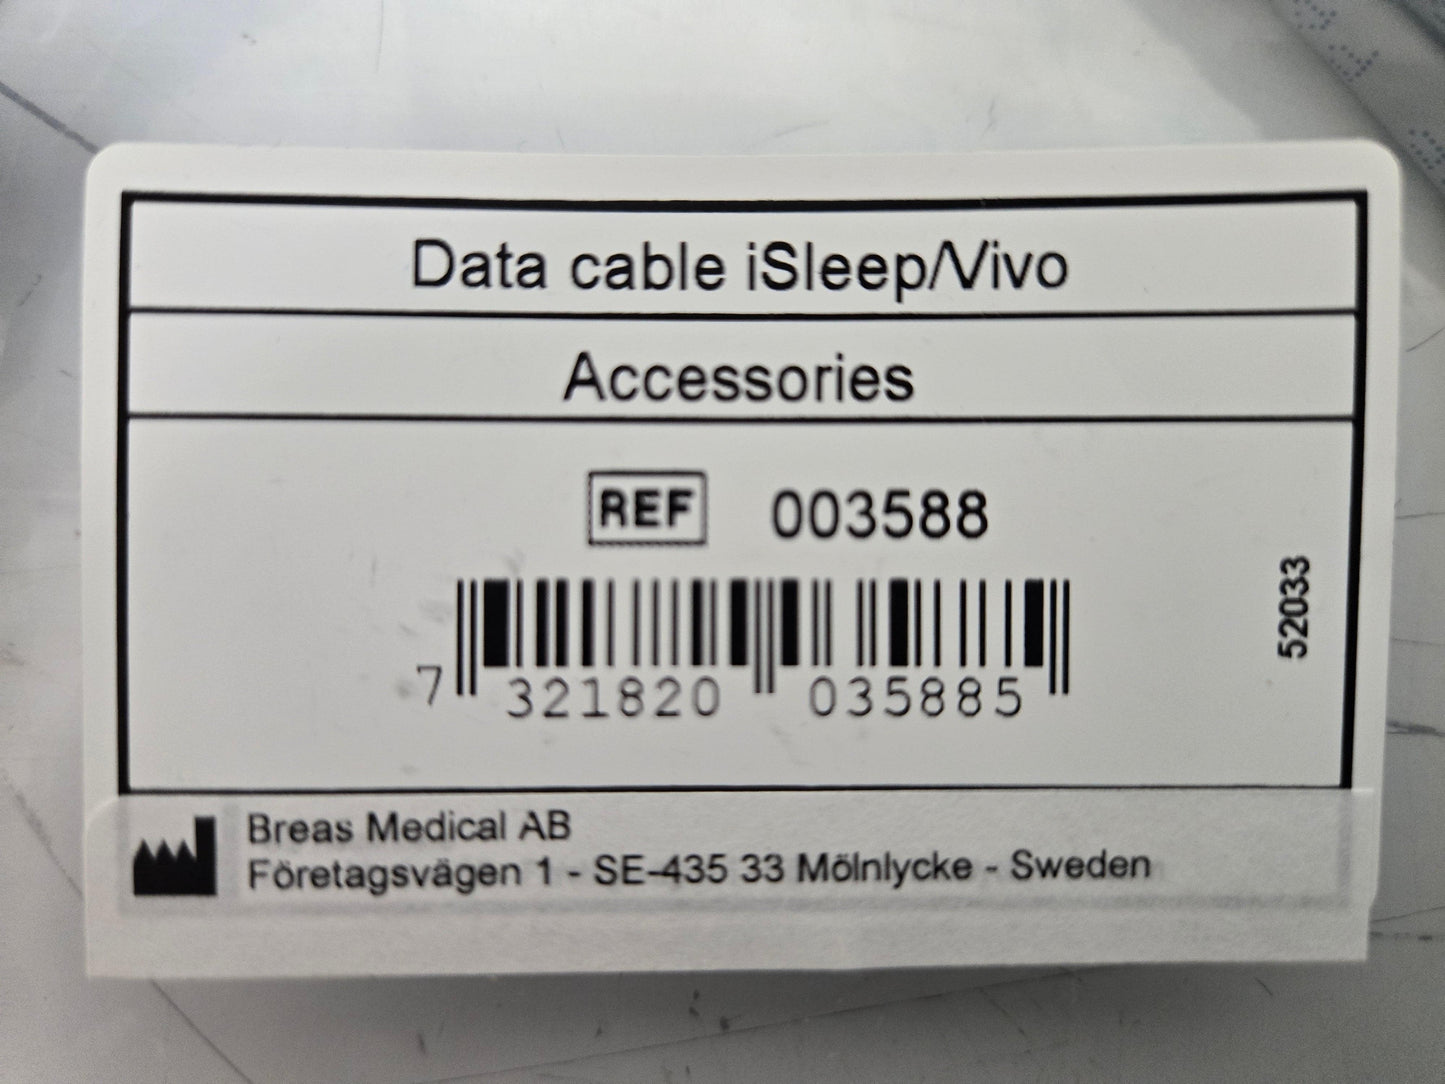 Data cable iSleep/Vivo
Accessories
REF 003588
52033
7 321820 035885
Breas Medical AB
Företagsvägen 1 - SE-435 33 Mölnlycke - Sweden